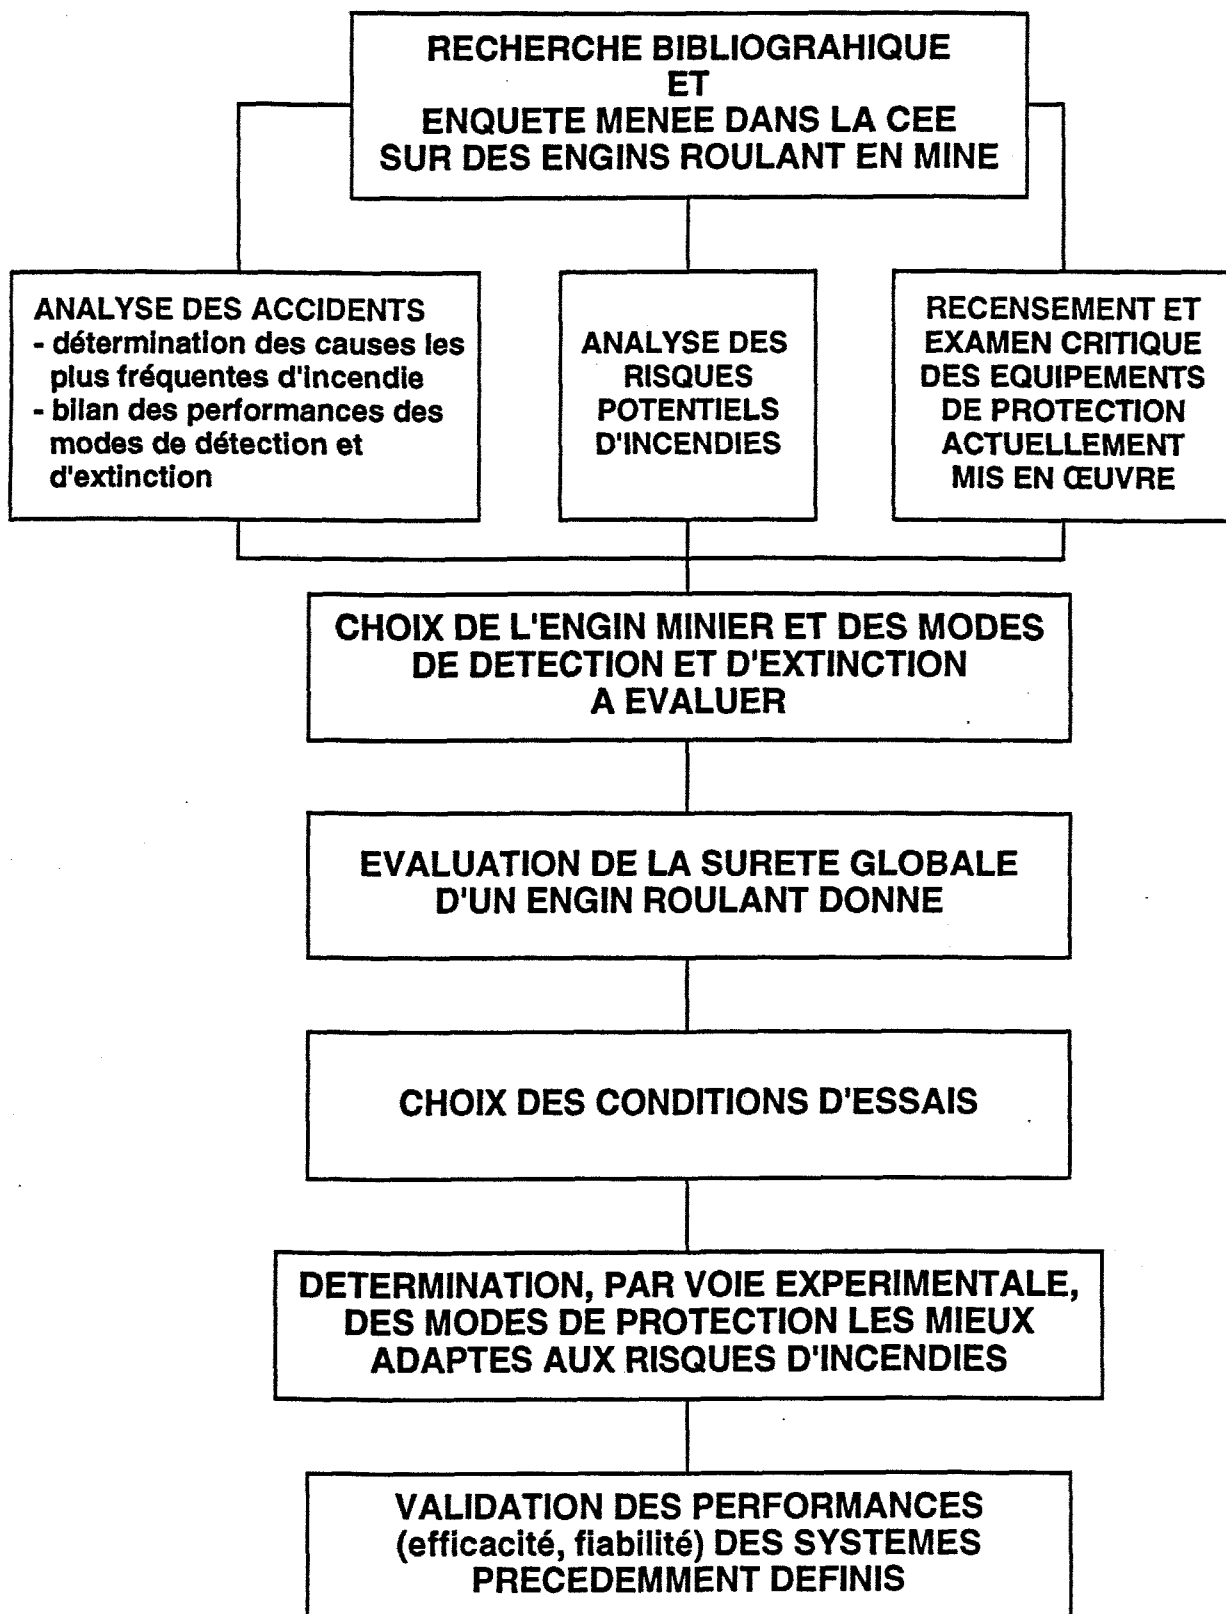 RECHERCHE BIBLIOGRAHIQUE
ET
ENQUETE MENEE DANS LA CEE
SUR DES ENGINS ROULANT EN MINE
ANALYSE DES ACCIDENTS
- détermination des causes les
plus fréquentes d'incendie
- bilan des performances des
modes de détection et
d'extinction
ANALYSE DES
RISQUES
POTENTIELS
D'INCENDIES
RECENSEMENT ET
EXAMEN CRITIQUE
DES EQUIPEMENTS
DE PROTECTION
ACTUELLEMENT
MIS EN ŒUVRE
CHOIX DE L'ENGIN MINIER ET DES MODES
DE DETECTION ET D'EXTINCTION
A EVALUER
EVALUATION DE LA SURETE GLOBALE
D'UN ENGIN ROULANT DONNE
CHOIX DES CONDITIONS D'ESSAIS
DETERMINATION, PAR VOIE EXPERIMENTALE,
DES MODES DE PROTECTION LES MIEUX
ADAPTES AUX RISQUES D'INCENDIES
VALIDATION DES PERFORMANCES
(efficacité, fiabilité) DES SYSTEMES
PRECEDEMMENT DEFINIS